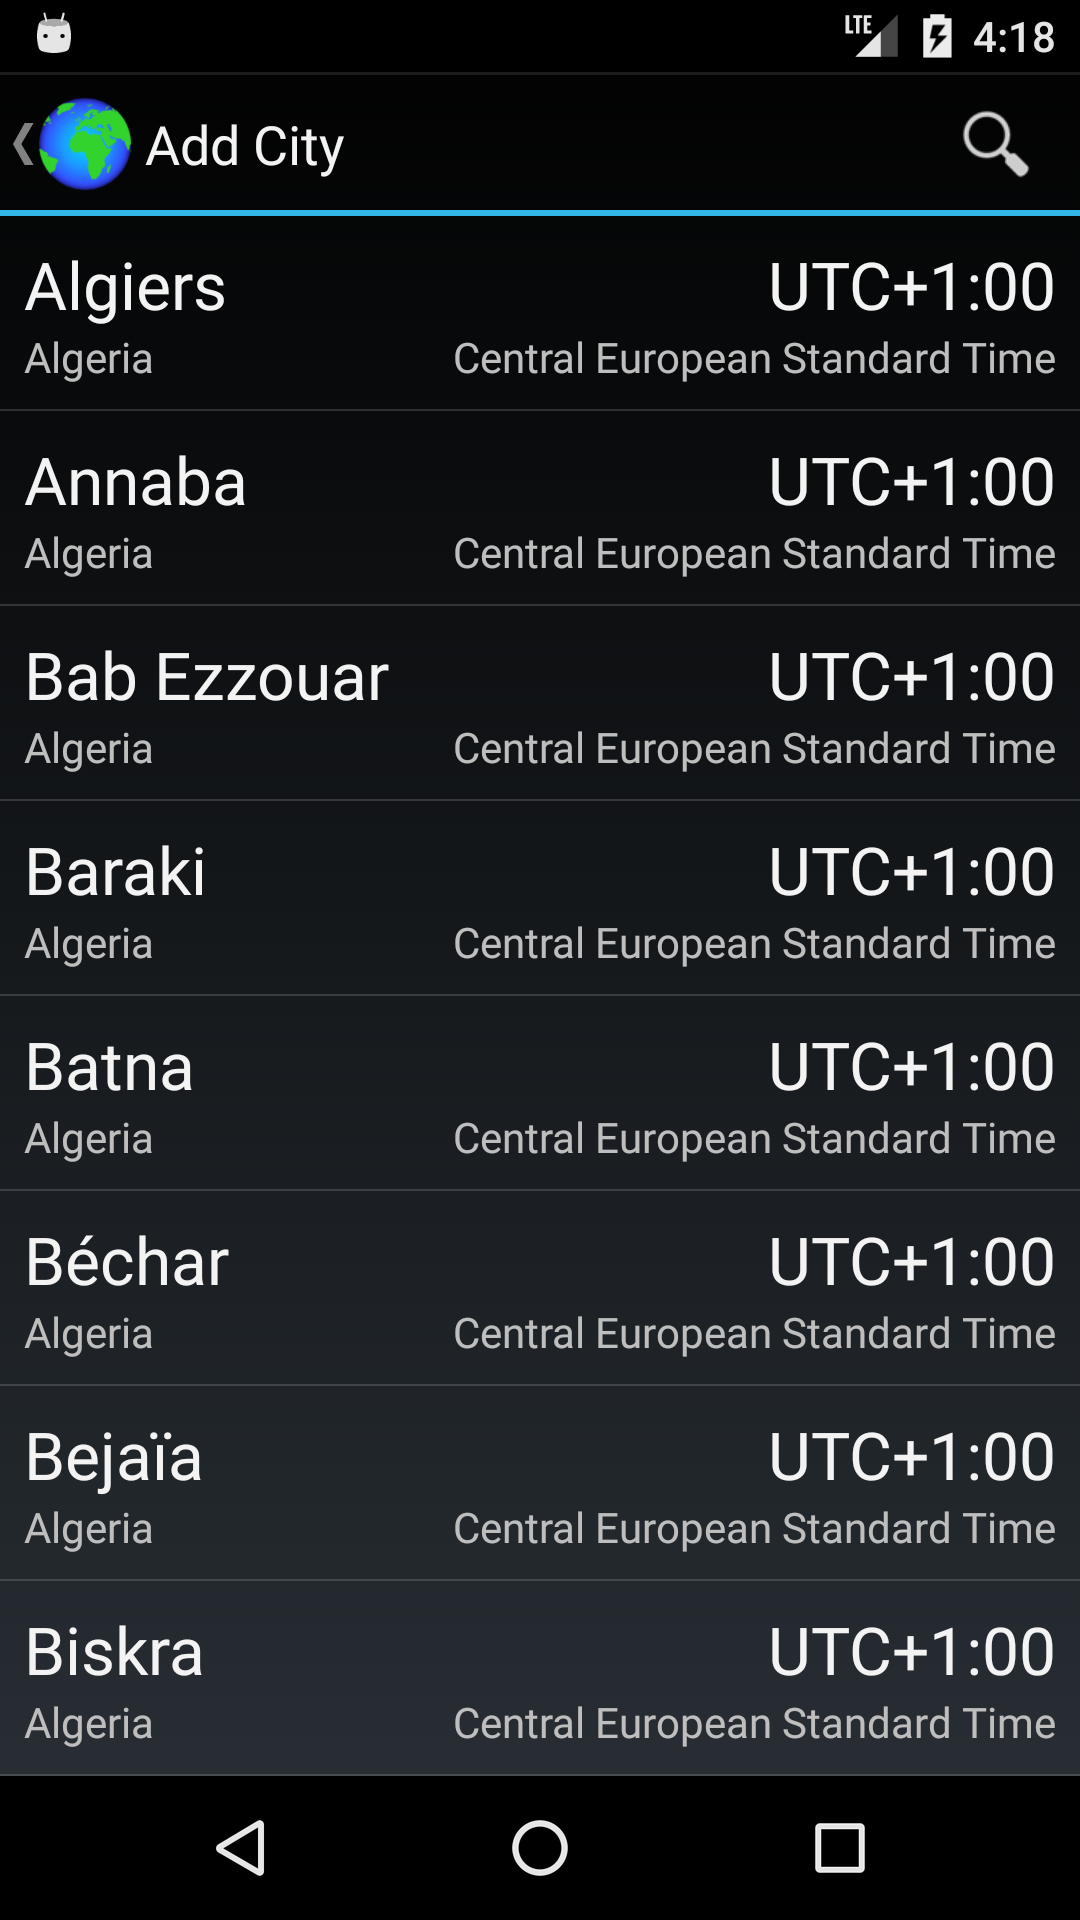 LTE 4:18
Add City
Algiers UTC+1:00
Algeria Central European Standard Time
Annaba UTC+1:00
Algeria Central European Standard Time
Bab Ezzouar UTC+1:00
Algeria Central European Standard Time
Baraki UTC+1:00
Algeria Central European Standard Time
Batna UTC+1:00
Algeria Central European Standard Time
Béchar UTC+1:00
Algeria Central European Standard Time
Bejaïa UTC+1:00
Algeria Central European Standard Time
Biskra UTC+1:00
Algeria Central European Standard Time